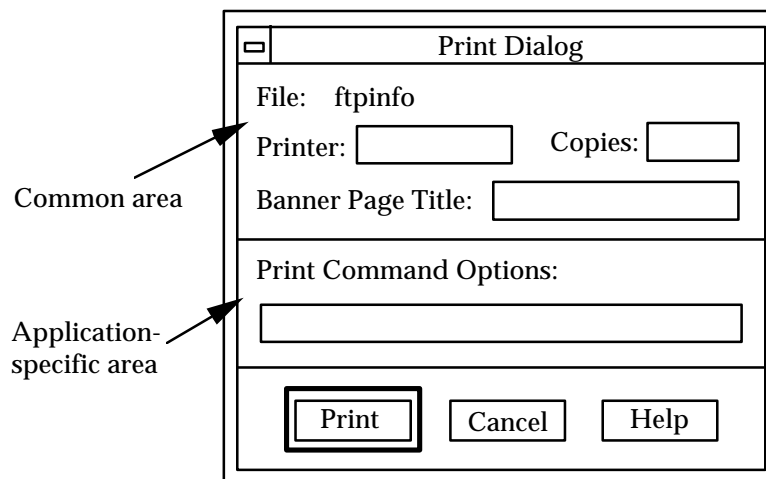 Print Dialog
File: ftpinfo
Printer:
Copies:
Common area
Banner Page Title:
Print Command Options:
Application-
specific area
Print
Cancel
Help